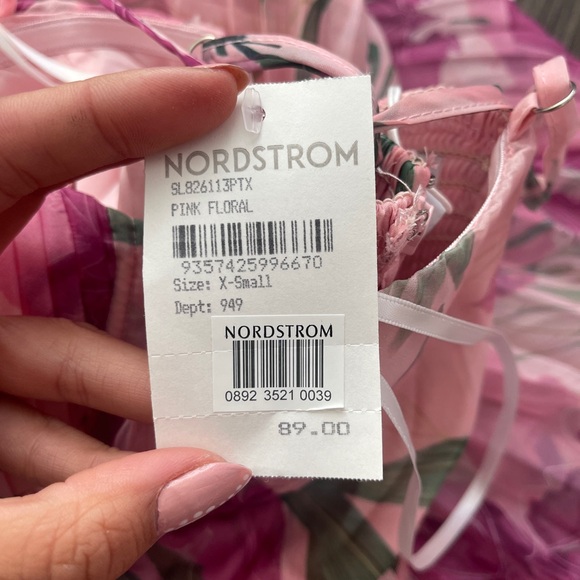 NORDSTROM
SL826113PTX
PINK FLORAL
9357425996670
Size: X-Small
Dept: 949
NORDSTROM
0892 3521 0039
89.00